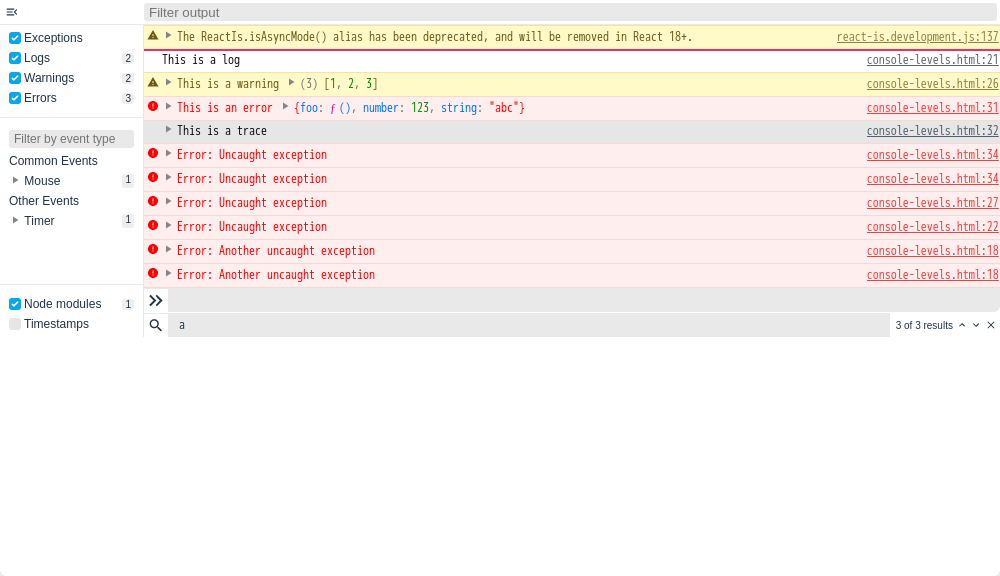 Filter output
Exceptions
Logs 2
Warnings 2
Errors 3
Filter by event type
Common Events
Mouse 1
Other Events
Timer 1
Node modules 1
Timestamps
The ReactIs.isAsyncMode() alias has been deprecated, and will be removed in React 18+. react-is.development.js:137
This is a log console-levels.html:21
This is a warning (3) [1, 2, 3] console-levels.html:26
This is an error {foo: ƒ (), number: 123, string: "abc"} console-levels.html:31
This is a trace console-levels.html:32
Error: Uncaught exception console-levels.html:34
Error: Uncaught exception console-levels.html:34
Error: Uncaught exception console-levels.html:27
Error: Uncaught exception console-levels.html:22
Error: Another uncaught exception console-levels.html:18
Error: Another uncaught exception console-levels.html:18
a 3 of 3 results